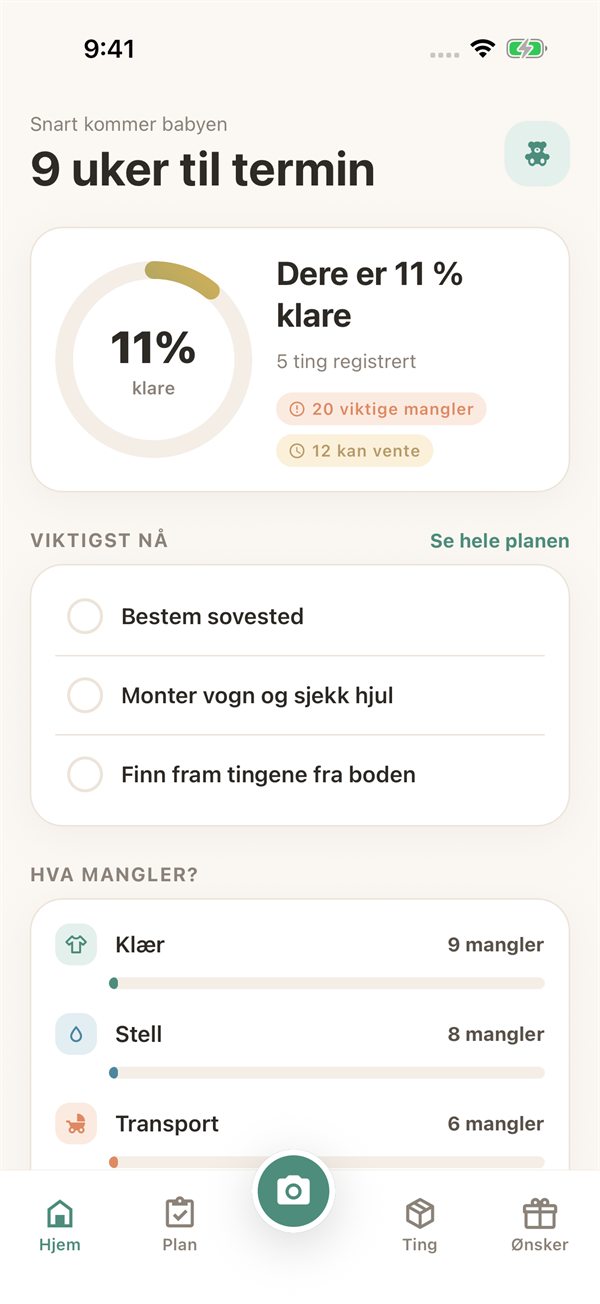 9:41
Snart kommer babyen
9 uker til termin
11%
klare
Dere er 11 %
klare
5 ting registrert
20 viktige mangler
12 kan vente
VIKTIGST NÅ
Se hele planen
Bestem sovested
Monter vogn og sjekk hjul
Finn fram tingene fra boden
HVA MANGLER?
Klær
9 mangler
Stell
8 mangler
Transport
6 mangler
Hjem
Plan
Ting
Ønsker